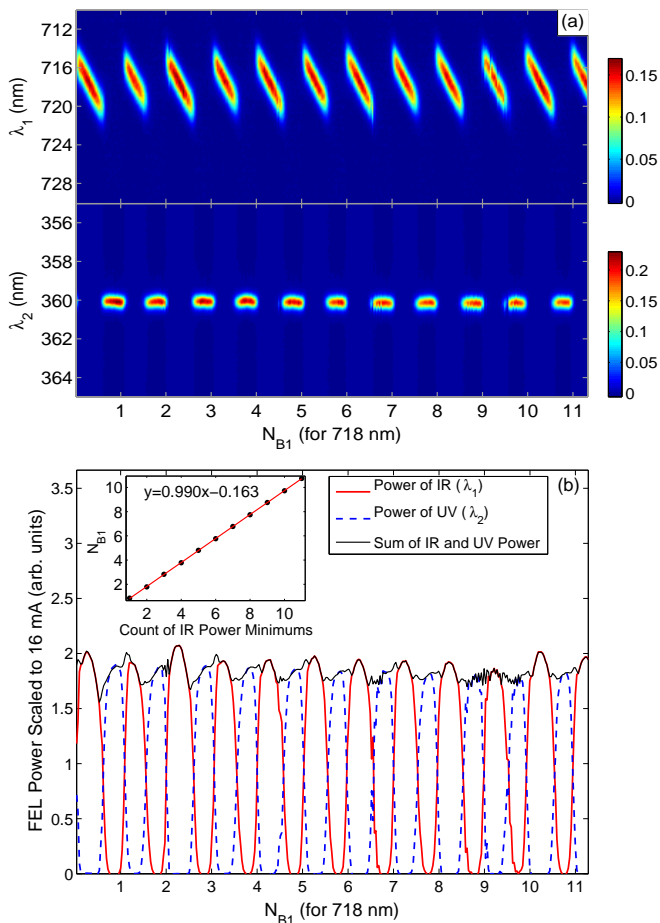 (a)
712
716
720
724
728
λ1 (nm)
0.15
0.1
0.05
0
356
358
360
362
364
λ2 (nm)
0.2
0.15
0.1
0.05
0
1 2 3 4 5 6 7 8 9 10 11
NB1 (for 718 nm)
(b)
3.5
3
2.5
2
1.5
1
0.5
0
FEL Power Scaled to 16 mA (arb. units)
10
8
6
4
2
NB1
y=0.990x−0.163
2 4 6 8 10
Count of IR Power Minimums
Power of IR (λ1)
Power of UV (λ2)
Sum of IR and UV Power
1 2 3 4 5 6 7 8 9 10 11
NB1 (for 718 nm)